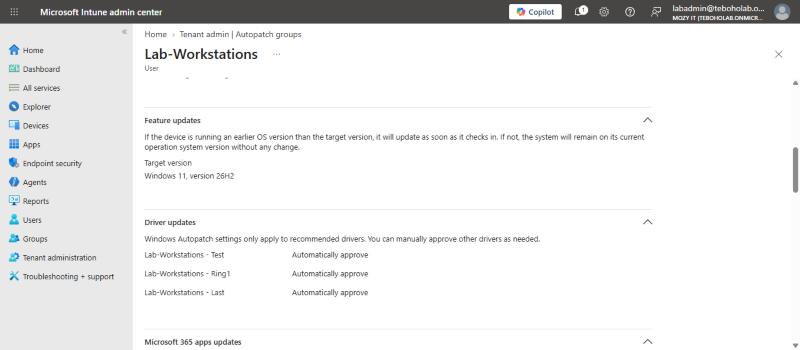 Microsoft Intune admin center
Copilot
1
labadmin@teboholab.o...
MOZY IT (TEBOHOLAB.ONMICR...
Home
Dashboard
All services
Explorer
Devices
Apps
Endpoint security
Agents
Reports
Users
Groups
Tenant administration
Troubleshooting + support
Home > Tenant admin | Autopatch groups
Lab-Workstations ...
User
Feature updates
If the device is running an earlier OS version than the target version, it will update as soon as it checks in. If not, the system will remain on its current
operation system version without any change.
Target version
Windows 11, version 26H2
Driver updates
Windows Autopatch settings only apply to recommended drivers. You can manually approve other drivers as needed.
Lab-Workstations - Test Automatically approve
Lab-Workstations - Ring1 Automatically approve
Lab-Workstations - Last Automatically approve
Microsoft 365 apps updates